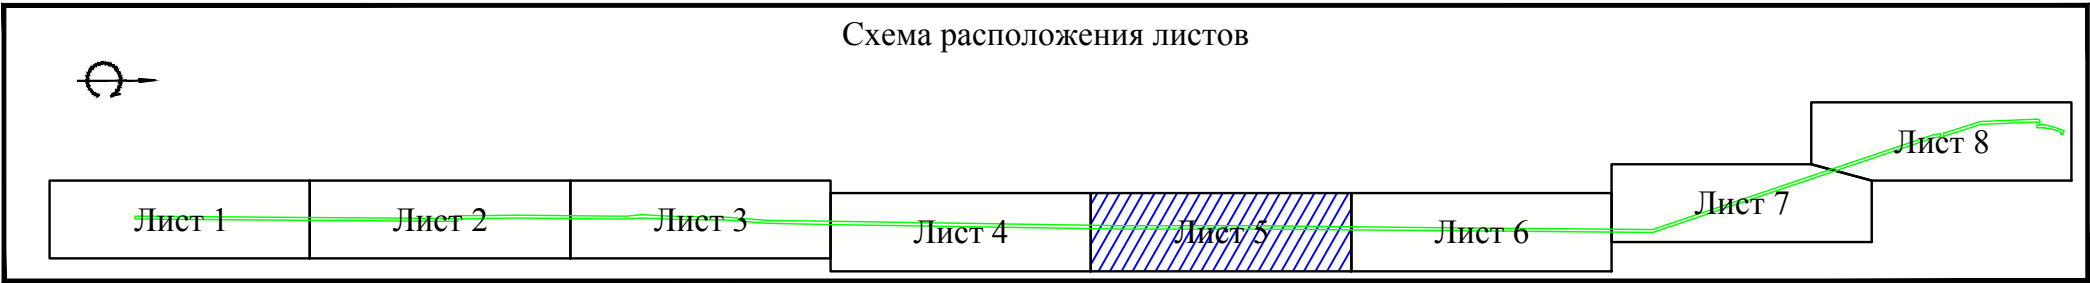 Схема расположения листов
Лист 1
Лист 2
Лист 3
Лист 4
Лист 5
Лист 6
Лист 7
Лист 8